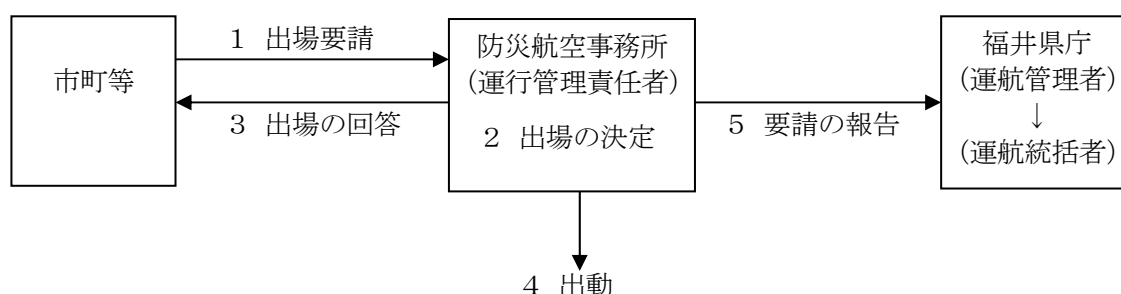 市町等
１ 出場要請
３ 出場の回答
防災航空事務所
(運行管理責任者)
２ 出場の決定
５ 要請の報告
福井県庁
(運航管理者)
↓
(運航統括者)
４ 出動